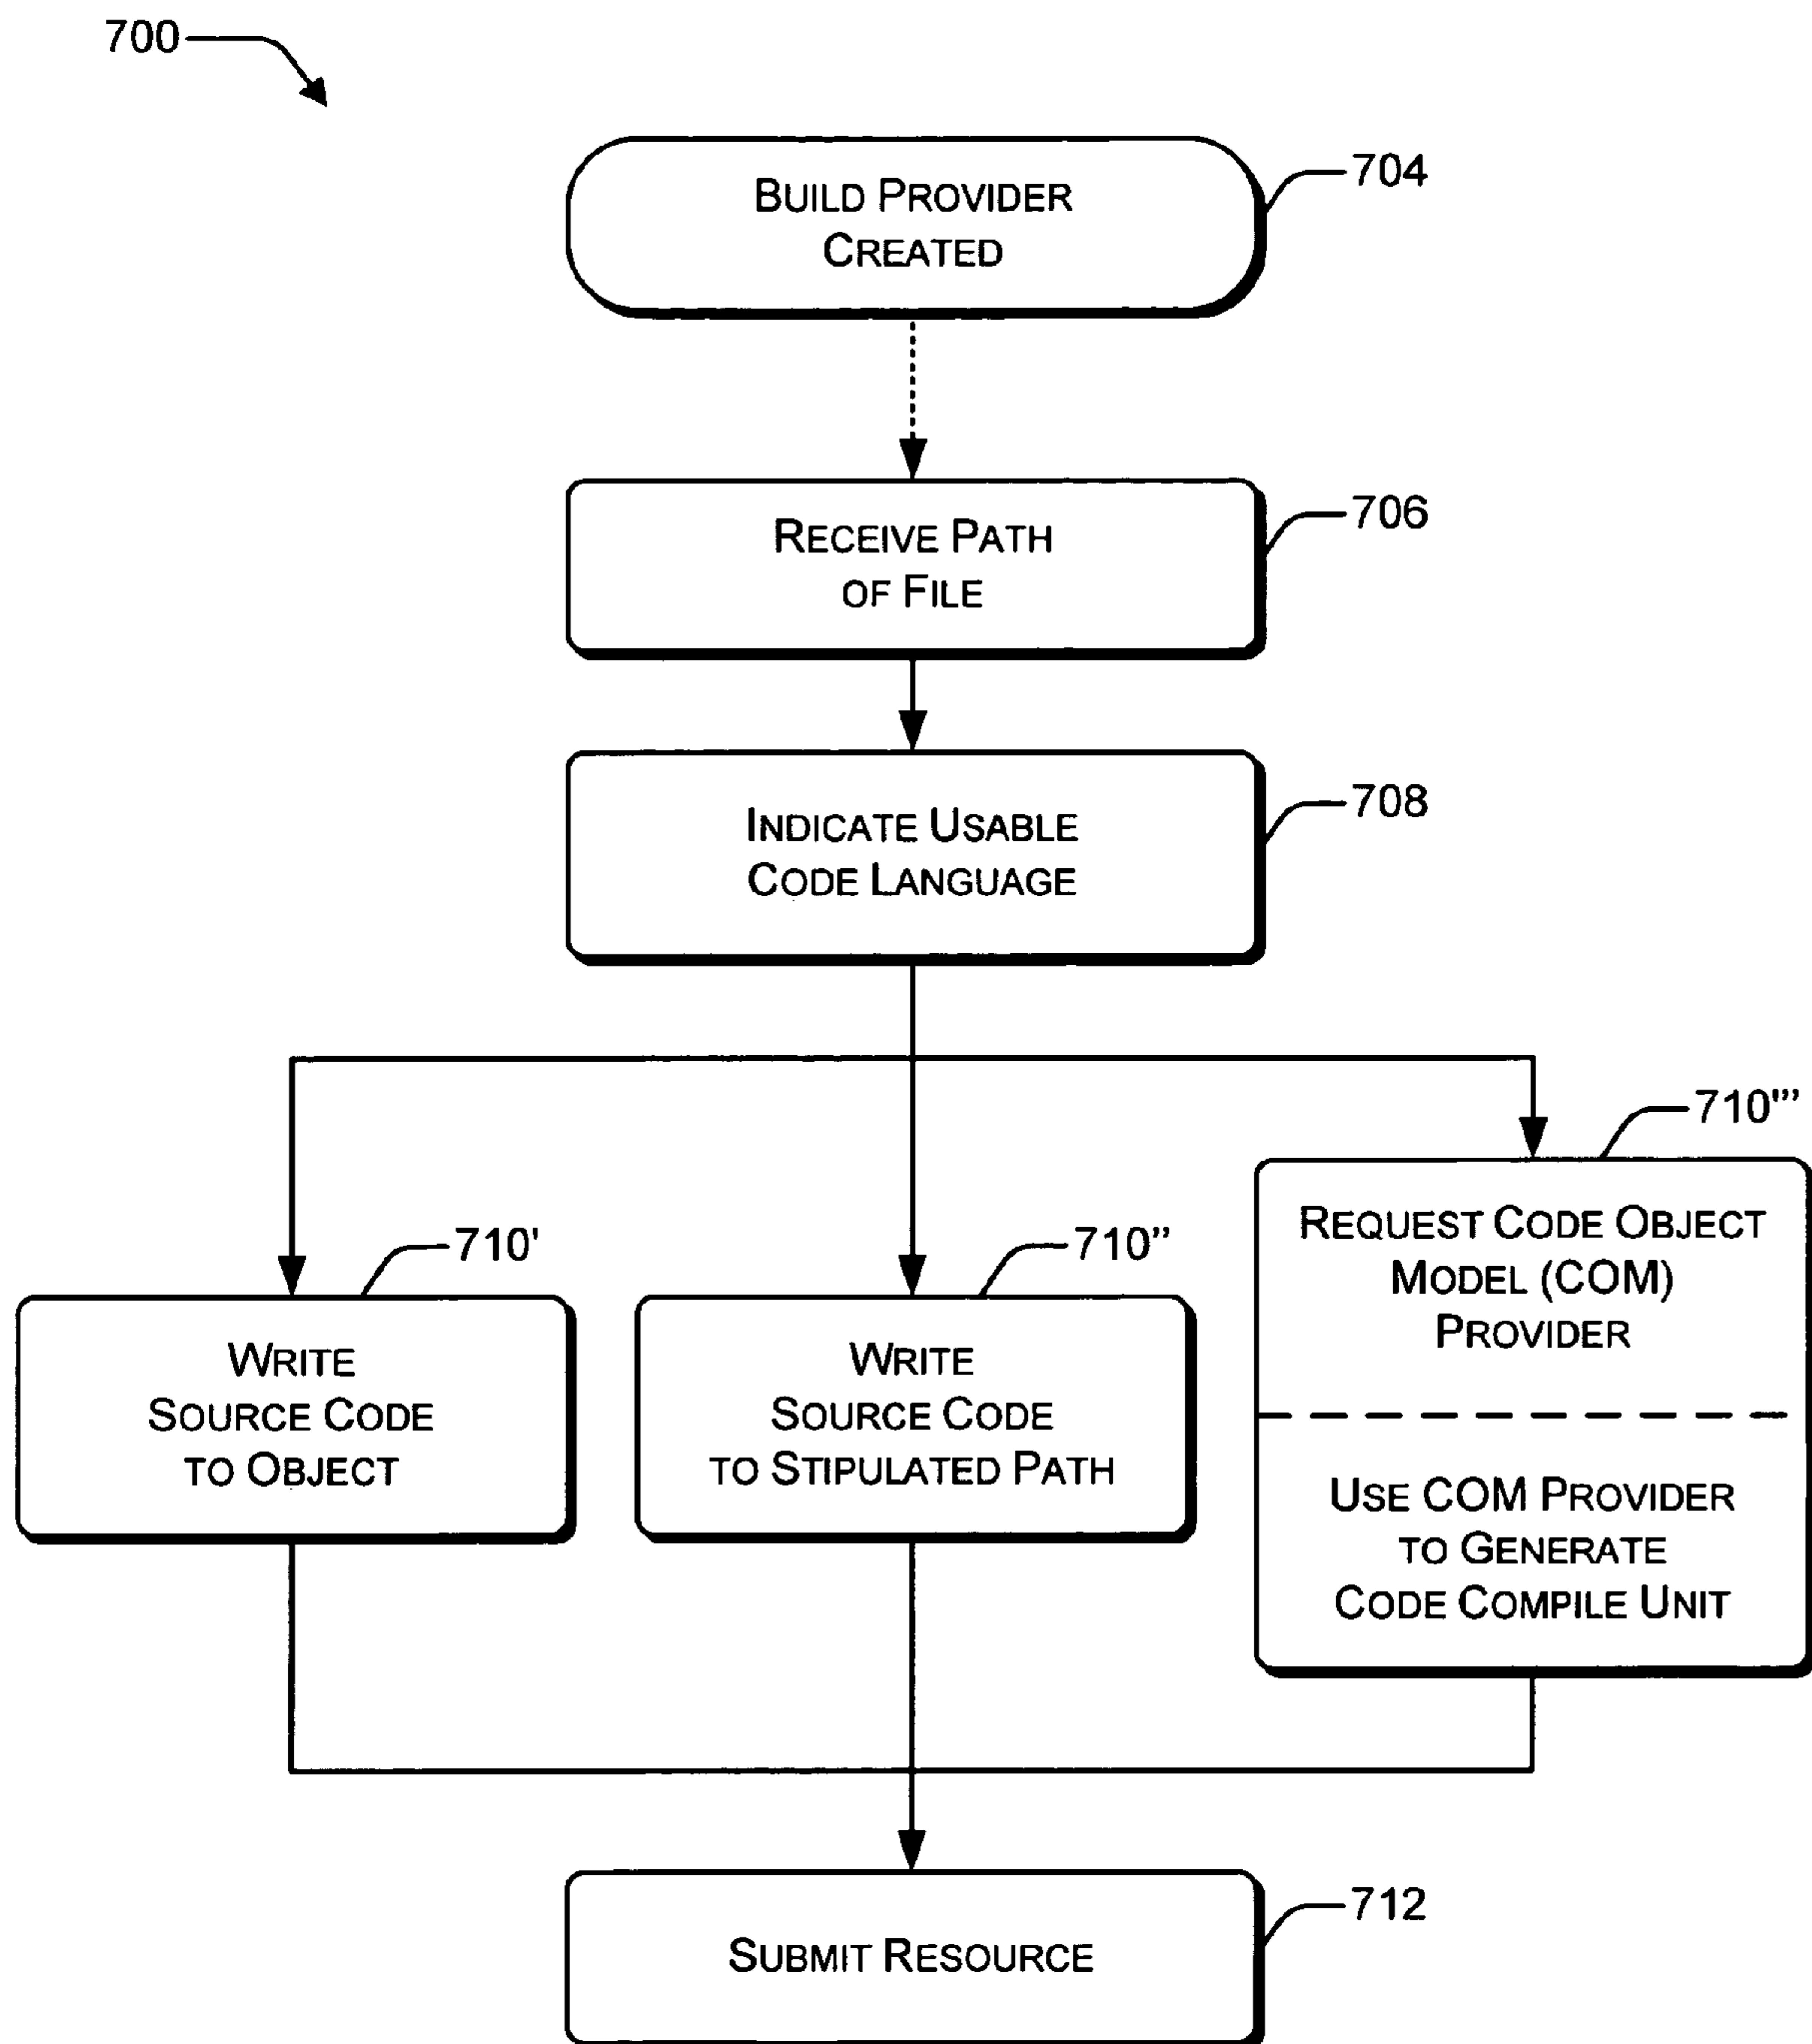 700
BUILD PROVIDER
CREATED
704
RECEIVE PATH
OF FILE
706
INDICATE USABLE
CODE LANGUAGE
708
710'
WRITE
SOURCE CODE
TO OBJECT
710''
WRITE
SOURCE CODE
TO STIPULATED PATH
710'''
REQUEST CODE OBJECT
MODEL (COM)
PROVIDER
USE COM PROVIDER
TO GENERATE
CODE COMPILE UNIT
SUBMIT RESOURCE
712